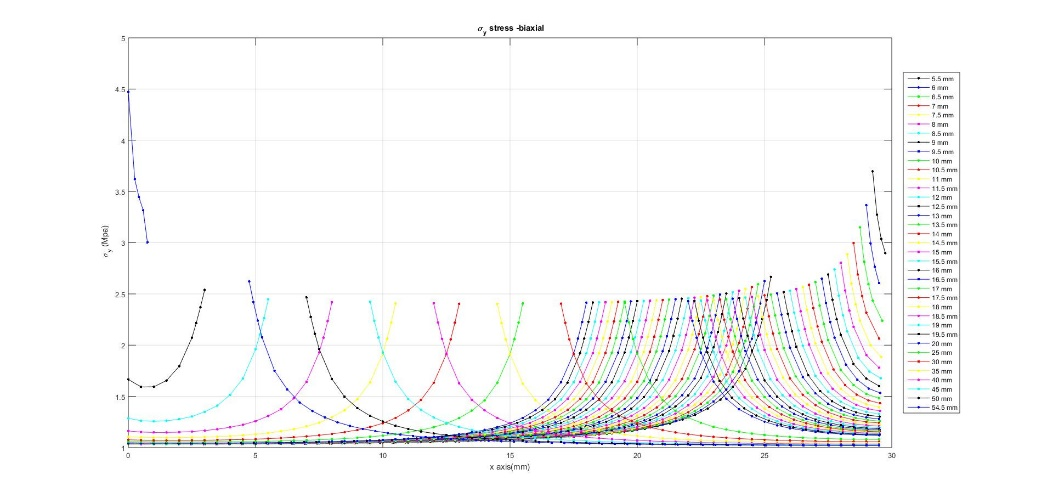 σy stress -biaxial
5
4.5
4
3.5
3
2.5
2
1.5
1
σy (Mpa)
0
5
10
15
20
25
30
x axis(mm)
5.5 mm
6 mm
6.5 mm
7 mm
7.5 mm
8 mm
8.5 mm
9 mm
9.5 mm
10 mm
10.5 mm
11 mm
11.5 mm
12 mm
12.5 mm
13 mm
13.5 mm
14 mm
14.5 mm
15 mm
15.5 mm
16 mm
16.5 mm
17 mm
17.5 mm
18 mm
18.5 mm
19 mm
19.5 mm
20 mm
25 mm
30 mm
35 mm
40 mm
45 mm
50 mm
54.5 mm